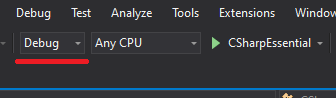 Debug Test Analyze Tools Extensions Window
Debug Any CPU CSharpEssential